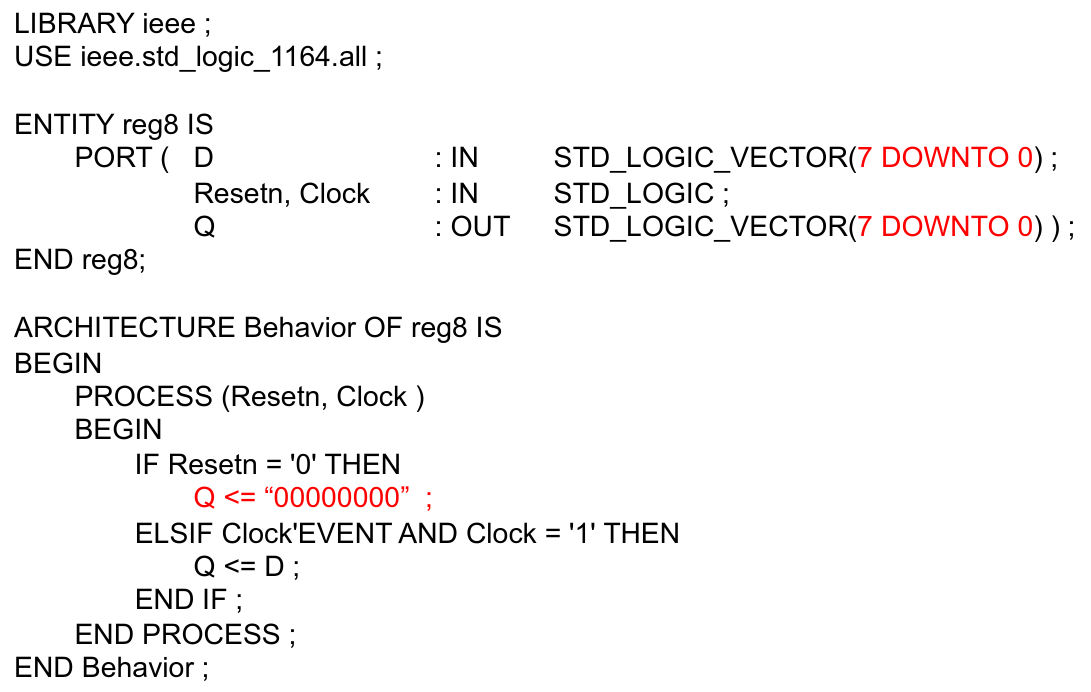 LIBRARY ieee ;
USE ieee.std_logic_1164.all ;
ENTITY reg8 IS
PORT ( D : IN STD_LOGIC_VECTOR(7 DOWNTO 0) ;
Resetn, Clock : IN STD_LOGIC ;
Q : OUT STD_LOGIC_VECTOR(7 DOWNTO 0) ) ;
END reg8;
ARCHITECTURE Behavior OF reg8 IS
BEGIN
PROCESS (Resetn, Clock )
BEGIN
IF Resetn = '0' THEN
Q <= “00000000” ;
ELSIF Clock'EVENT AND Clock = '1' THEN
Q <= D ;
END IF ;
END PROCESS ;
END Behavior ;